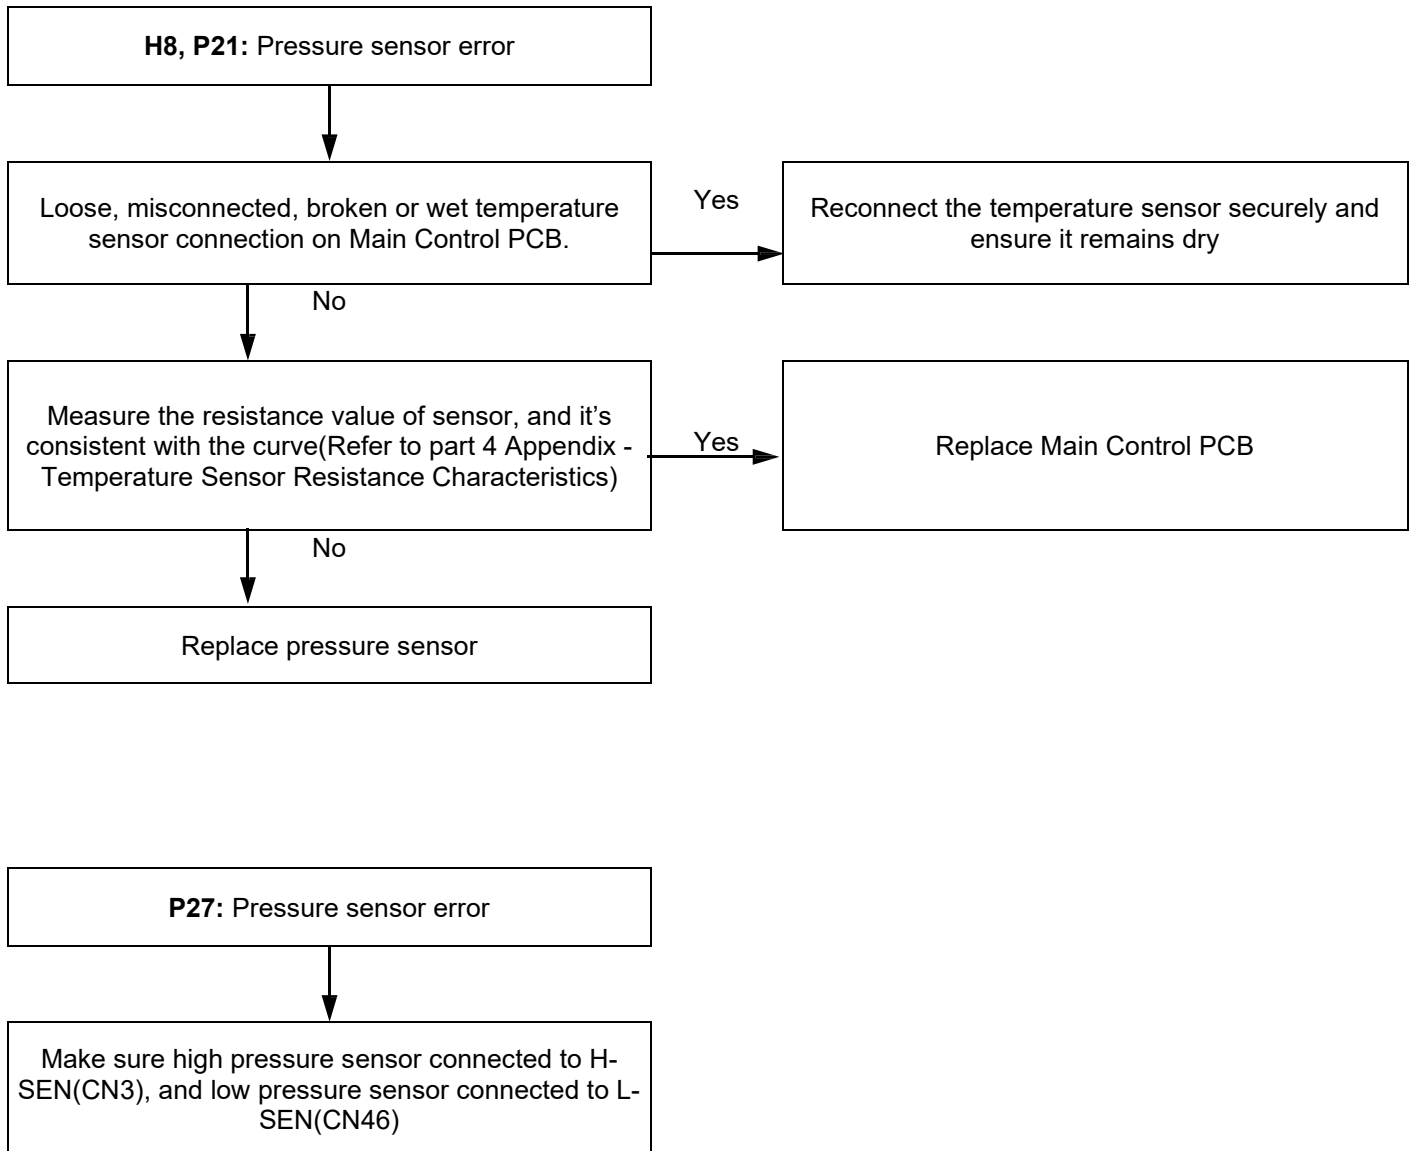 H8, P21: Pressure sensor error
Loose, misconnected, broken or wet temperature
sensor connection on Main Control PCB.
Yes
Reconnect the temperature sensor securely and
ensure it remains dry
No
Measure the resistance value of sensor, and it’s
consistent with the curve(Refer to part 4 Appendix -
Temperature Sensor Resistance Characteristics)
Yes
Replace Main Control PCB
No
Replace pressure sensor
P27: Pressure sensor error
Make sure high pressure sensor connected to H-
SEN(CN3), and low pressure sensor connected to L-
SEN(CN46)